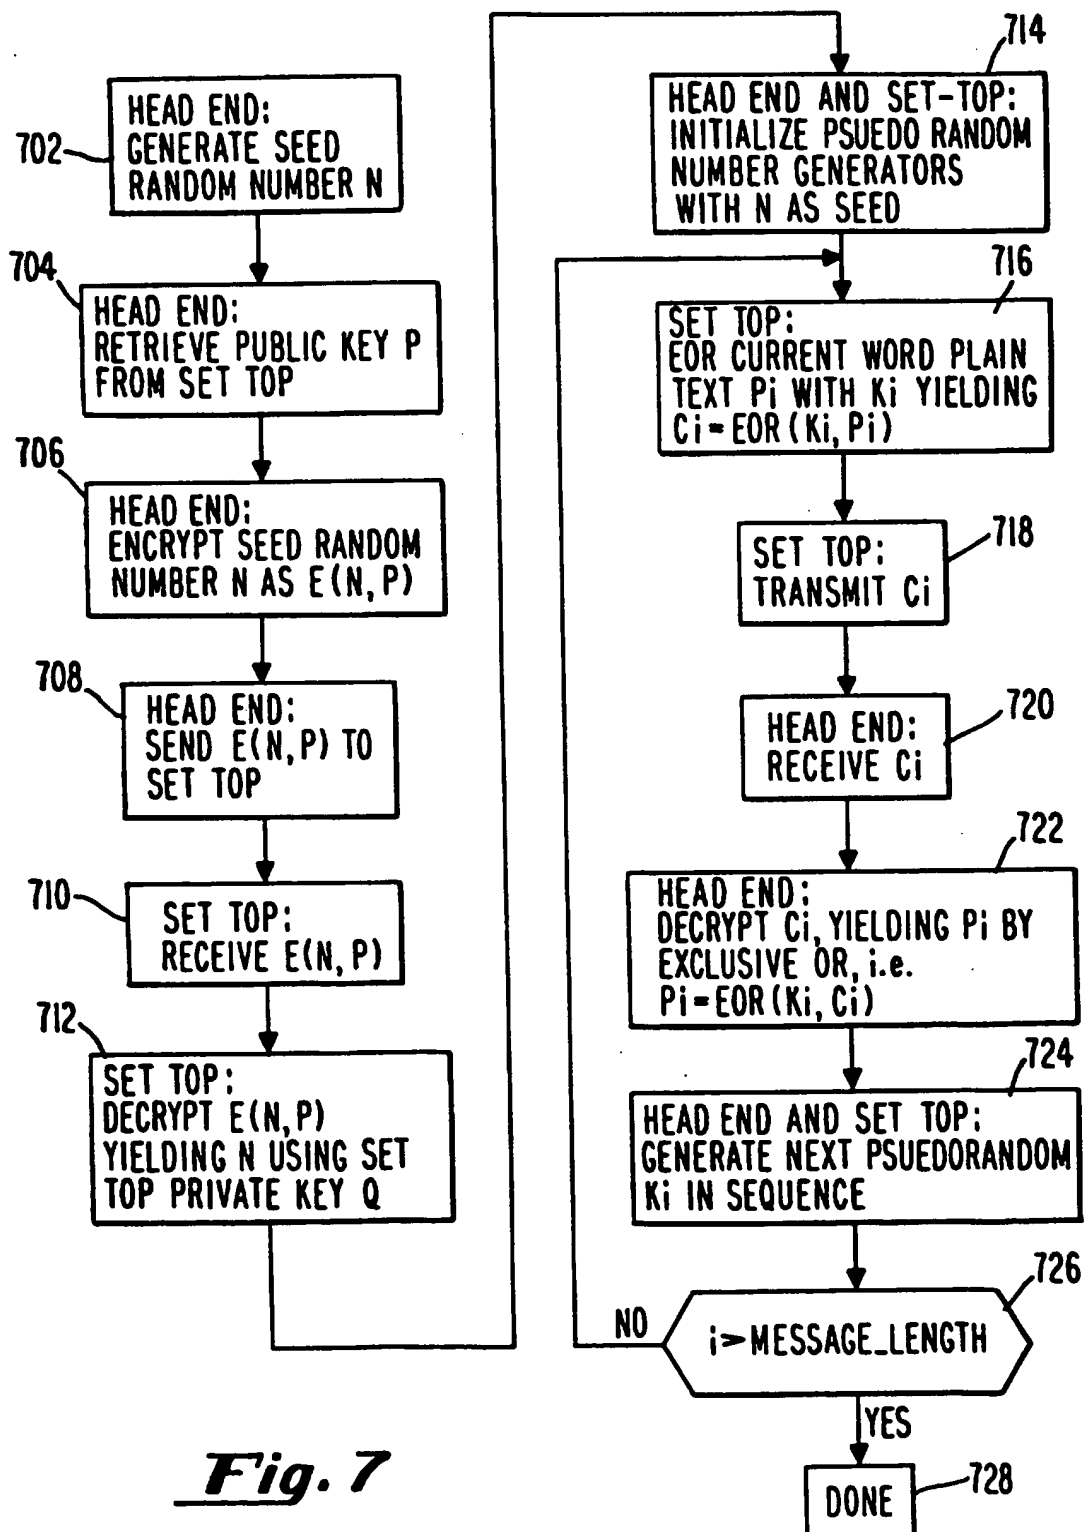 702
HEAD END:
GENERATE SEED
RANDOM NUMBER N
704
HEAD END:
RETRIEVE PUBLIC KEY P
FROM SET TOP
706
HEAD END:
ENCRYPT SEED RANDOM
NUMBER N AS E(N,P)
708
HEAD END:
SEND E(N,P) TO
SET TOP
710
SET TOP:
RECEIVE E(N,P)
712
SET TOP:
DECRYPT E(N,P)
YIELDING N USING SET
TOP PRIVATE KEY Q
714
HEAD END AND SET-TOP:
INITIALIZE PSUEDO RANDOM
NUMBER GENERATORS
WITH N AS SEED
716
SET TOP:
EOR CURRENT WORD PLAIN
TEXT Pi WITH Ki YIELDING
Ci=EOR(Ki,Pi)
718
SET TOP:
TRANSMIT Ci
720
HEAD END:
RECEIVE Ci
722
HEAD END:
DECRYPT Ci, YIELDING Pi BY
EXCLUSIVE OR, i.e.
Pi=EOR(Ki,Ci)
724
HEAD END AND SET TOP:
GENERATE NEXT PSUEDORANDOM
Ki IN SEQUENCE
726
i>MESSAGE_LENGTH
NO
YES
728
DONE
Fig. 7